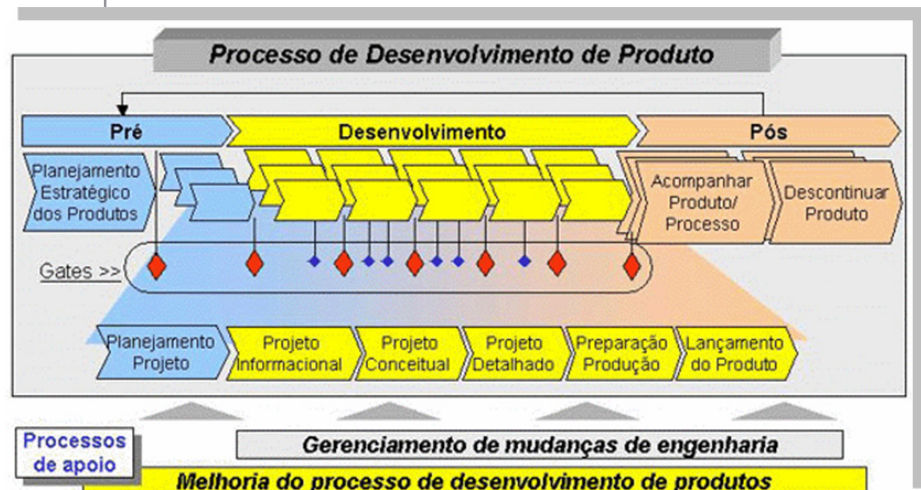 Processo de Desenvolvimento de Produto
Pré
Desenvolvimento
Pós
Planejamento
Estratégico
dos Produtos
Acompanhar
Produto/
Processo
Descontinuar
Produto
Gates >>
Planejamento
Projeto
Projeto
Informacional
Projeto
Conceitual
Projeto
Detalhado
Preparação
Produção
Lançamento
do Produto
Processos
de apoio
Gerenciamento de mudanças de engenharia
Melhoria do processo de desenvolvimento de produtos